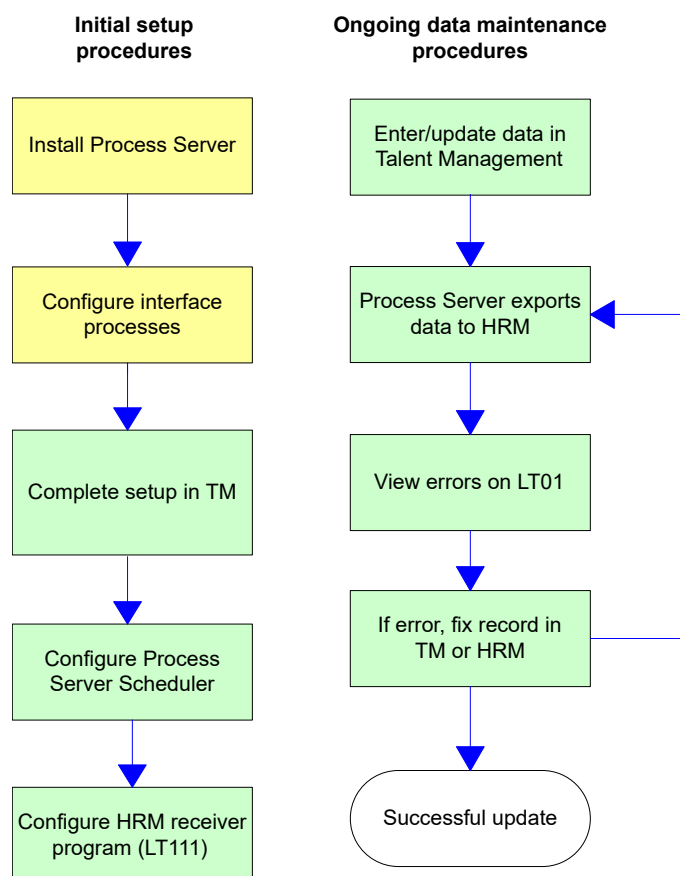 Initial setup
procedures
Install Process Server
Configure interface
processes
Complete setup in TM
Configure Process
Server Scheduler
Configure HRM receiver
program (LT111)
Ongoing data maintenance
procedures
Enter/update data in
Talent Management
Process Server exports
data to HRM
View errors on LT01
If error, fix record in
TM or HRM
Successful update